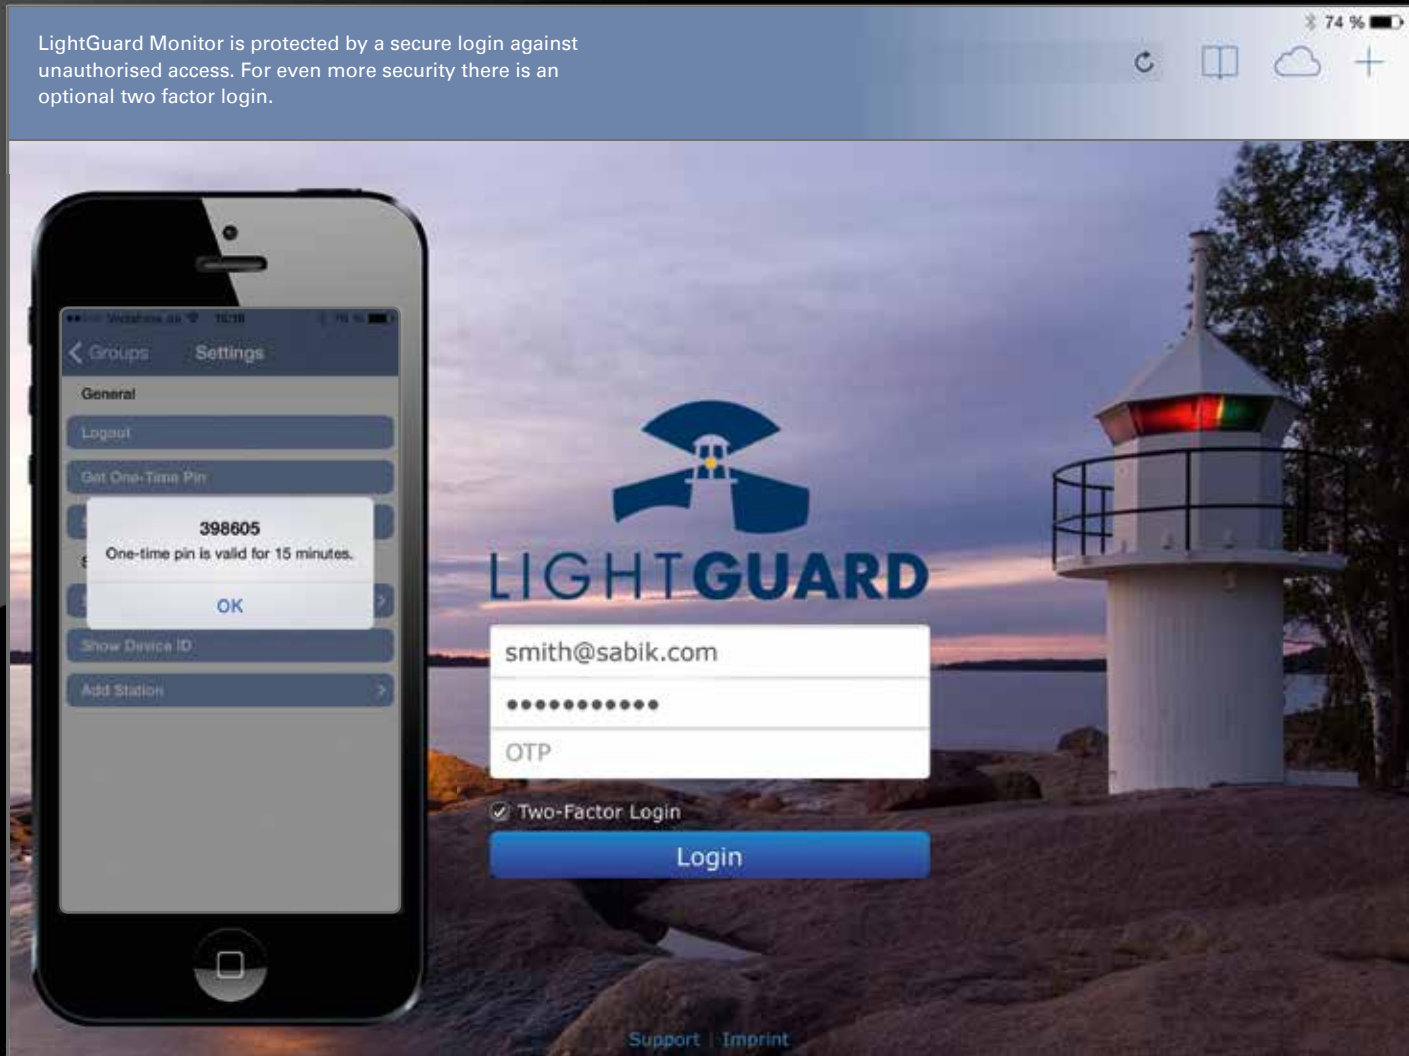 LightGuard Monitor is protected by a secure login against
unauthorised access. For even more security there is an
optional two factor login.
74 %
15:15
Groups
Settings
General
Logout
Get One-Time Pin
398605
One-time pin is valid for 15 minutes.
OK
Show Device ID
Add Station
LIGHTGUARD
smith@sabik.com
•••••••••••
OTP
Two-Factor Login
Login
Support | Imprint